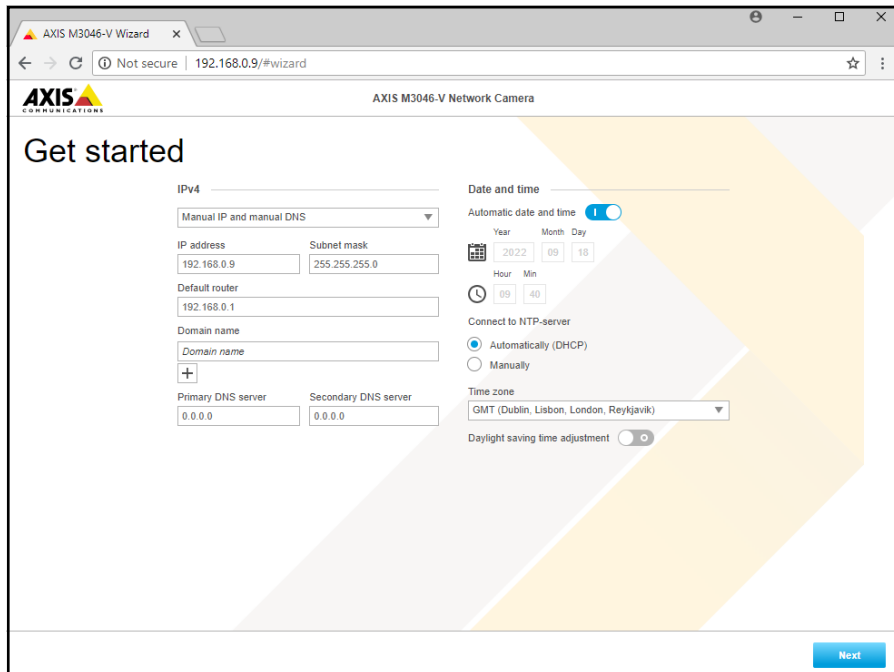 AXIS M3046-V Wizard
Not secure 192.168.0.9/#wizard
AXIS
COMMUNICATIONS
AXIS M3046-V Network Camera
Get started
IPv4
Manual IP and manual DNS
IP address Subnet mask
192.168.0.9 255.255.255.0
Default router
192.168.0.1
Domain name
Domain name
Primary DNS server Secondary DNS server
0.0.0.0 0.0.0.0
Date and time
Automatic date and time
Year Month Day
2022 09 18
Hour Min
09 40
Connect to NTP-server
Automatically (DHCP)
Manually
Time zone
GMT (Dublin, Lisbon, London, Reykjavik)
Daylight saving time adjustment
Next